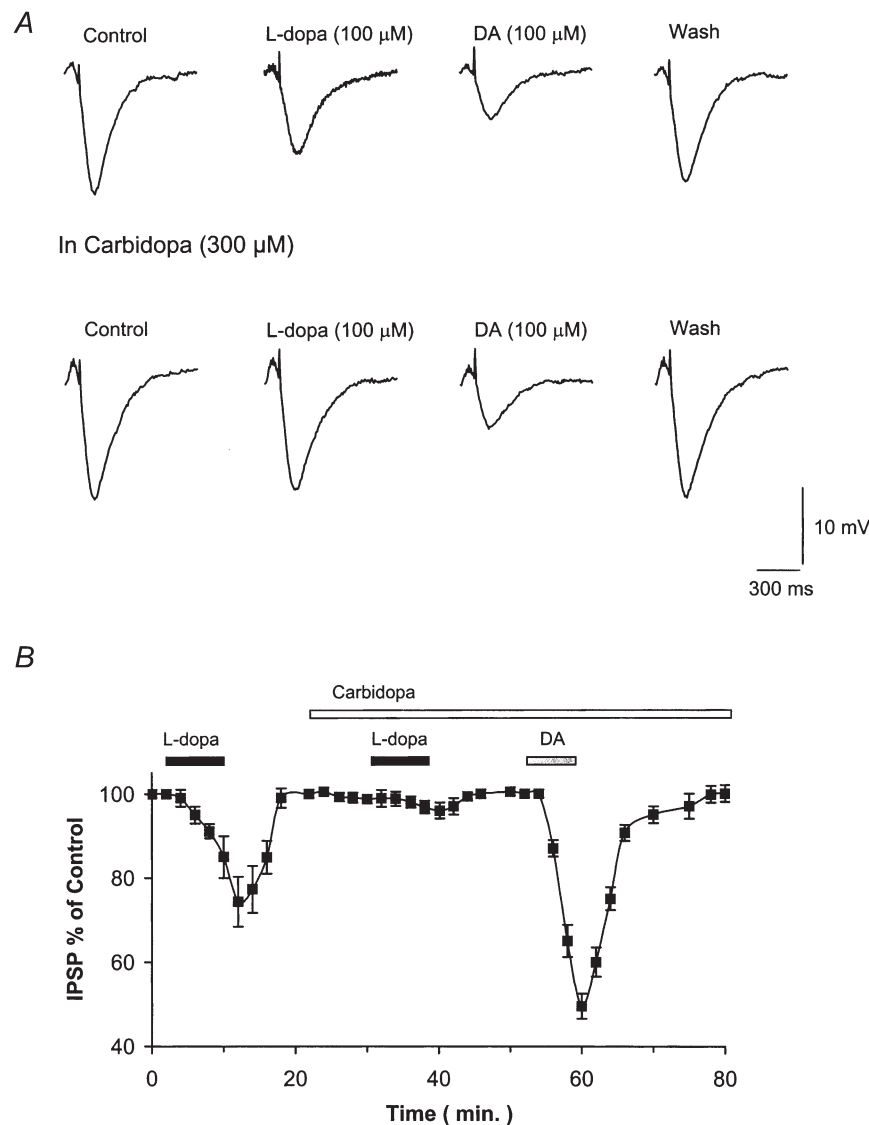 A
Control L-dopa (100 μM) DA (100 μM) Wash
In Carbidopa (300 μM)
Control L-dopa (100 μM) DA (100 μM) Wash
10 mV
300 ms
B
Carbidopa
L-dopa L-dopa DA
100
80
60
40
IPSP % of Control
0 20 40 60 80
Time ( min. )